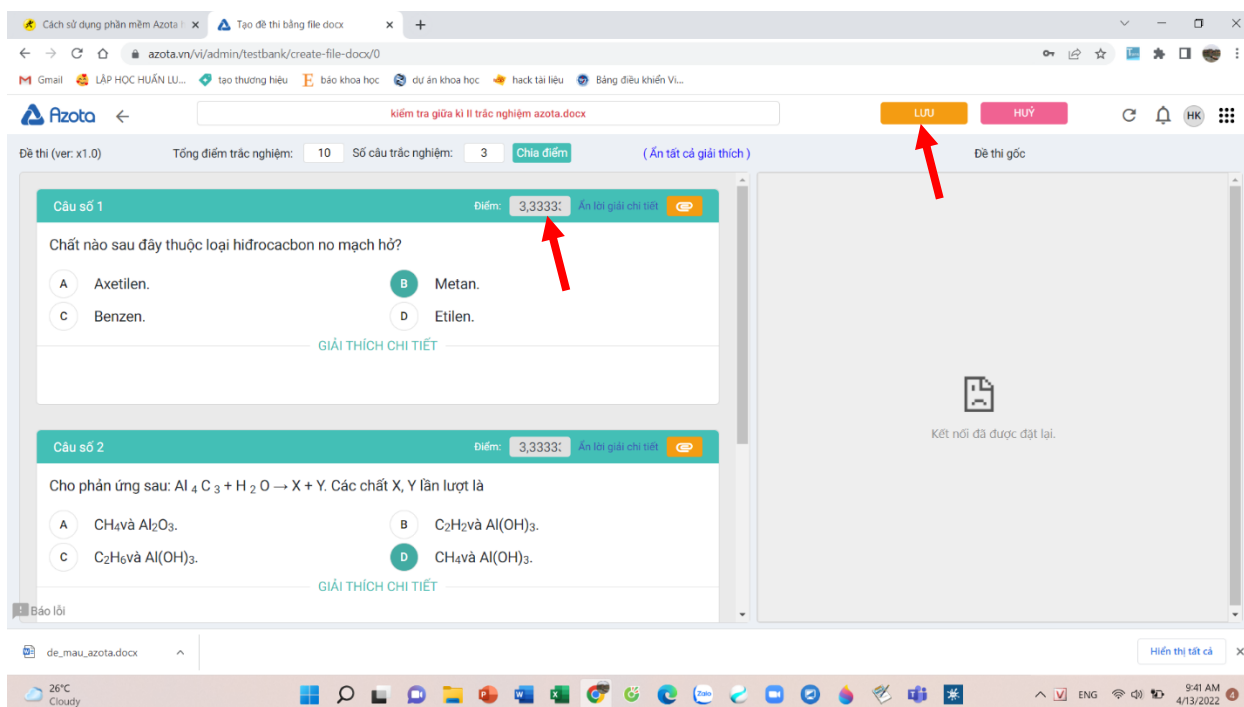 Cách sử dụng phần mềm Azota
Tạo đề thi bằng file docx
azota.vn/vi/admin/testbank/create-file-docx/0
Gmail LỚP HỌC HUẤN LU... tạo thương hiệu báo khoa học dự án khoa học hack tài liệu Bảng điều khiển Vi...
Azota
kiểm tra giữa kì II trắc nghiệm azota.docx
LƯU HUỶ HK
Đề thi (ver: x1.0) Tổng điểm trắc nghiệm: 10 Số câu trắc nghiệm: 3 Chia điểm ( Ẩn tất cả giải thích ) Đề thi gốc
Câu số 1 Điểm: 3,3333 Ẩn lời giải chi tiết
Chất nào sau đây thuộc loại hiđrocacbon no mạch hở?
A Axetilen. B Metan.
C Benzen. D Etilen.
GIẢI THÍCH CHI TIẾT
Kết nối đã được đặt lại.
Câu số 2 Điểm: 3,3333 Ẩn lời giải chi tiết
Cho phản ứng sau: Al 4 C 3 + H 2 O → X + Y. Các chất X, Y lần lượt là
A CH₄và Al₂O₃. B C₂H₂và Al(OH)₃.
C C₂H₆và Al(OH)₃. D CH₄và Al(OH)₃.
GIẢI THÍCH CHI TIẾT
Báo lỗi
de_mau_azota.docx Hiển thị tất cả
26°C
Cloudy
Zalo
ENG
9:41 AM
4/13/2022
4